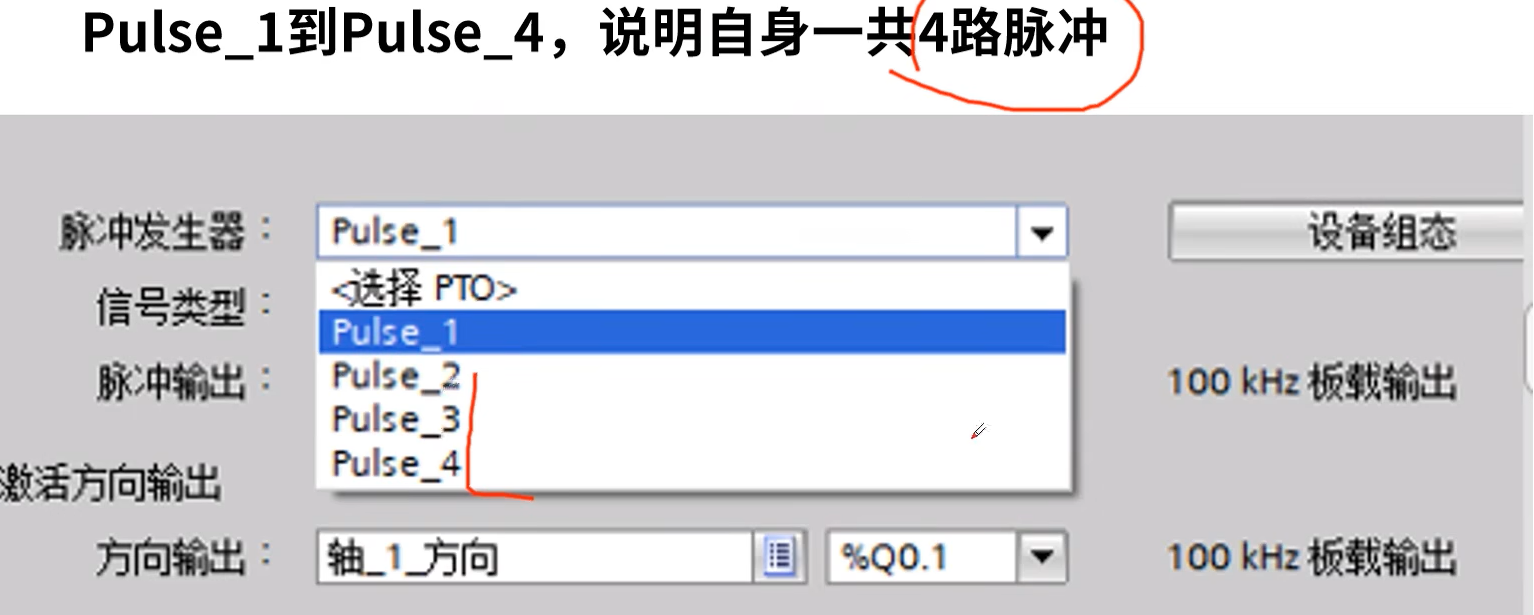 Pulse_1到Pulse_4，说明自身一共4路脉冲
脉冲发生器： Pulse_1 设备组态
<选择 PTO>
信号类型：
Pulse_1
Pulse_2
脉冲输出： 100 kHz 板载输出
Pulse_3
Pulse_4
激活方向输出
方向输出： 轴_1_方向 %Q0.1 100 kHz 板载输出